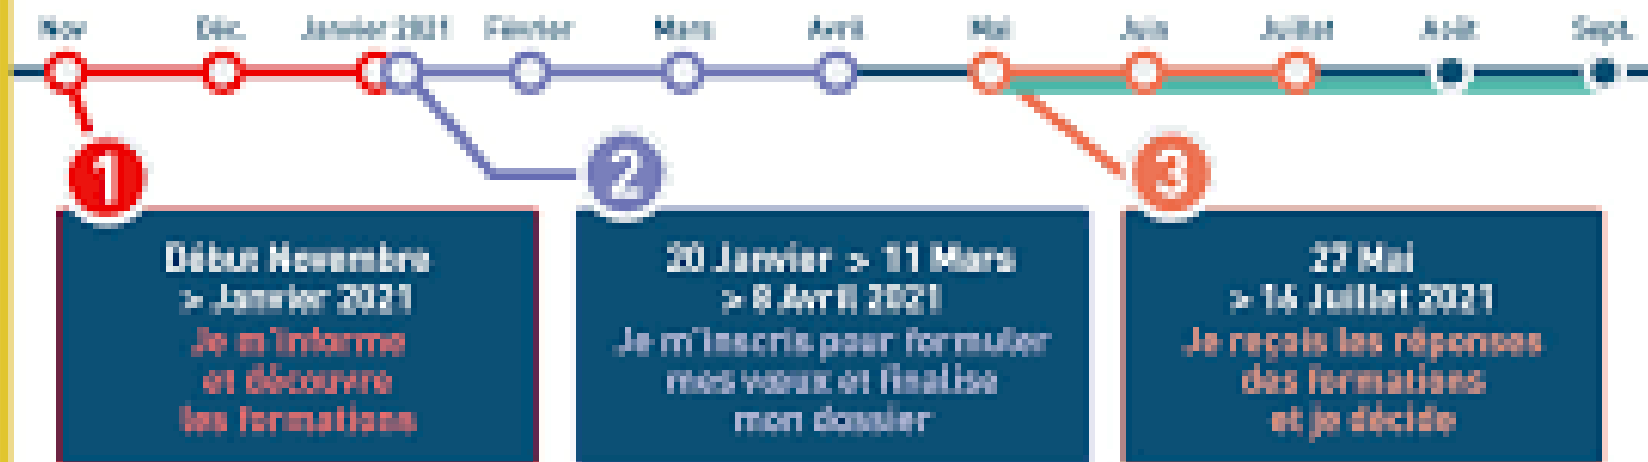 Nov Déc. Janvier 2021 Février Mars Avril Mai Juin Juillet Août Sept.
1
2
3
Début Novembre
> Janvier 2021
Je m'informe
et découvre
les formations
20 Janvier > 11 Mars
> 8 Avril 2021
Je m'inscris pour formuler
mes vœux et finalise
mon dossier
27 Mai
> 16 Juillet 2021
Je reçois les réponses
des formations
et je décide